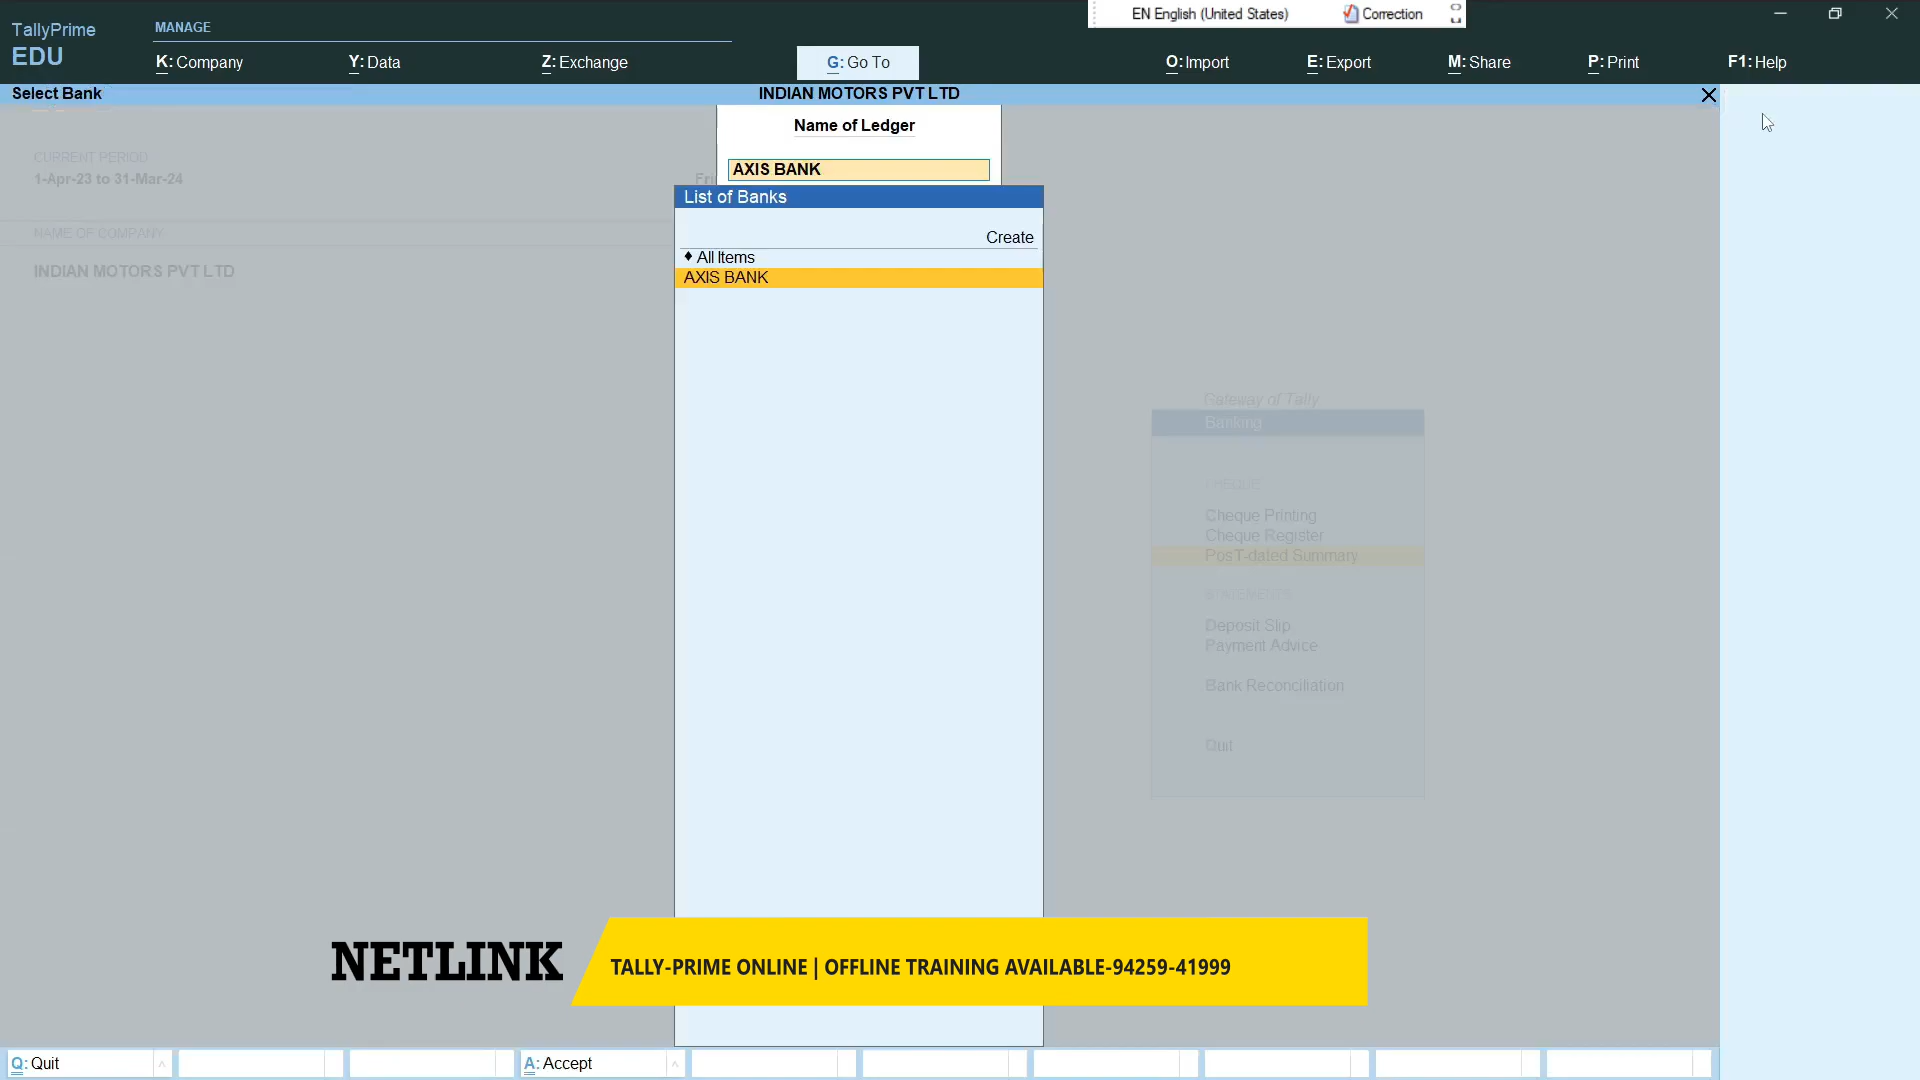 TallyPrime
EDU
MANAGE
K: Company
Y: Data
Z: Exchange
G: Go To
O: Import
E: Export
M: Share
P: Print
F1: Help
EN English (United States)
Correction
Select Bank
INDIAN MOTORS PVT LTD
Name of Ledger
AXIS BANK
List of Banks
Create
♦ All Items
AXIS BANK
CURRENT PERIOD
1-Apr-23 to 31-Mar-24
NAME OF COMPANY
INDIAN MOTORS PVT LTD
Gateway of Tally
Banking
CHEQUE
Cheque Printing
Cheque Register
PosT-dated Summary
STATEMENTS
Deposit Slip
Payment Advice
Bank Reconciliation
Quit
NETLINK
TALLY-PRIME ONLINE | OFFLINE TRAINING AVAILABLE-94259-41999
Q: Quit
A: Accept